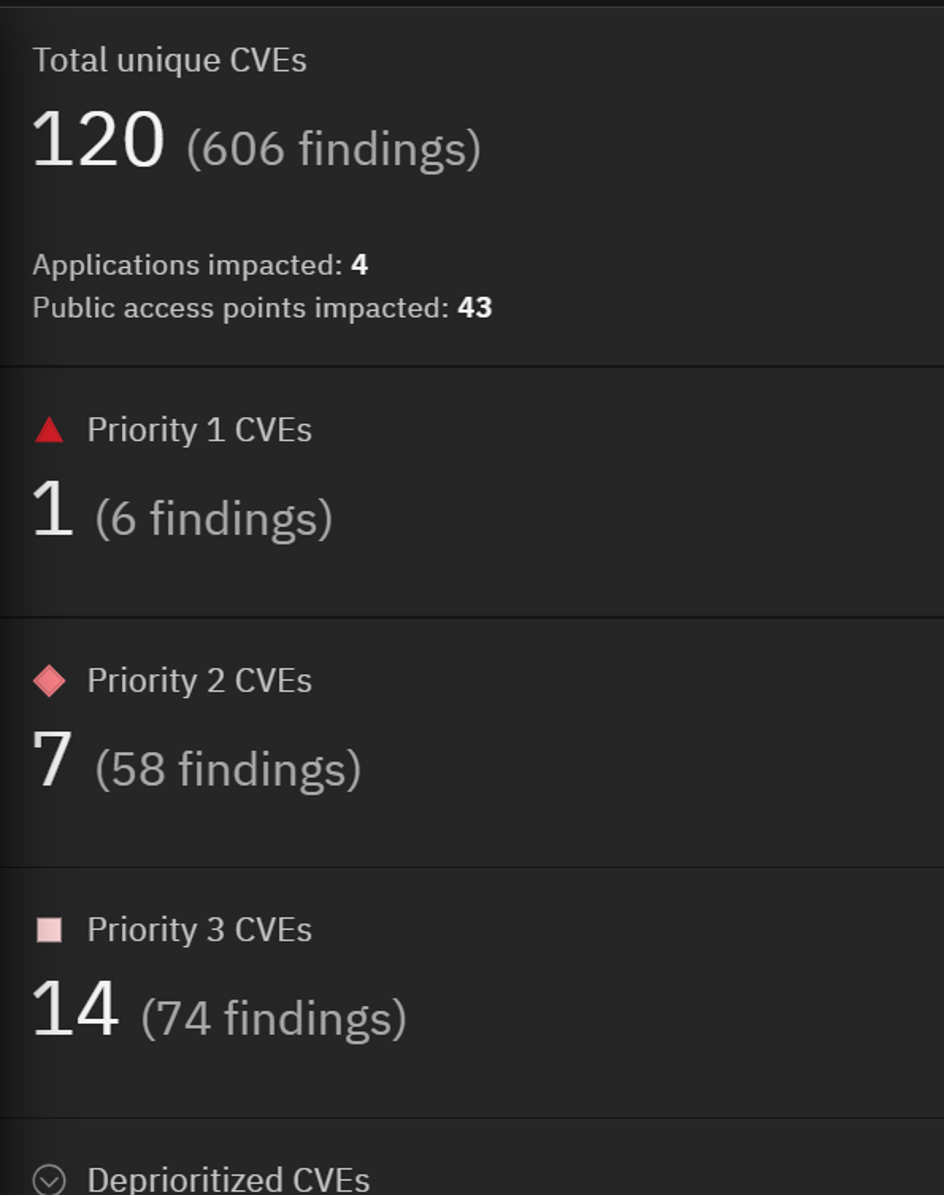 Total unique CVEs
120 (606 findings)
Applications impacted: 4
Public access points impacted: 43
Priority 1 CVEs
1 (6 findings)
Priority 2 CVEs
7 (58 findings)
Priority 3 CVEs
14 (74 findings)
Deprioritized CVEs